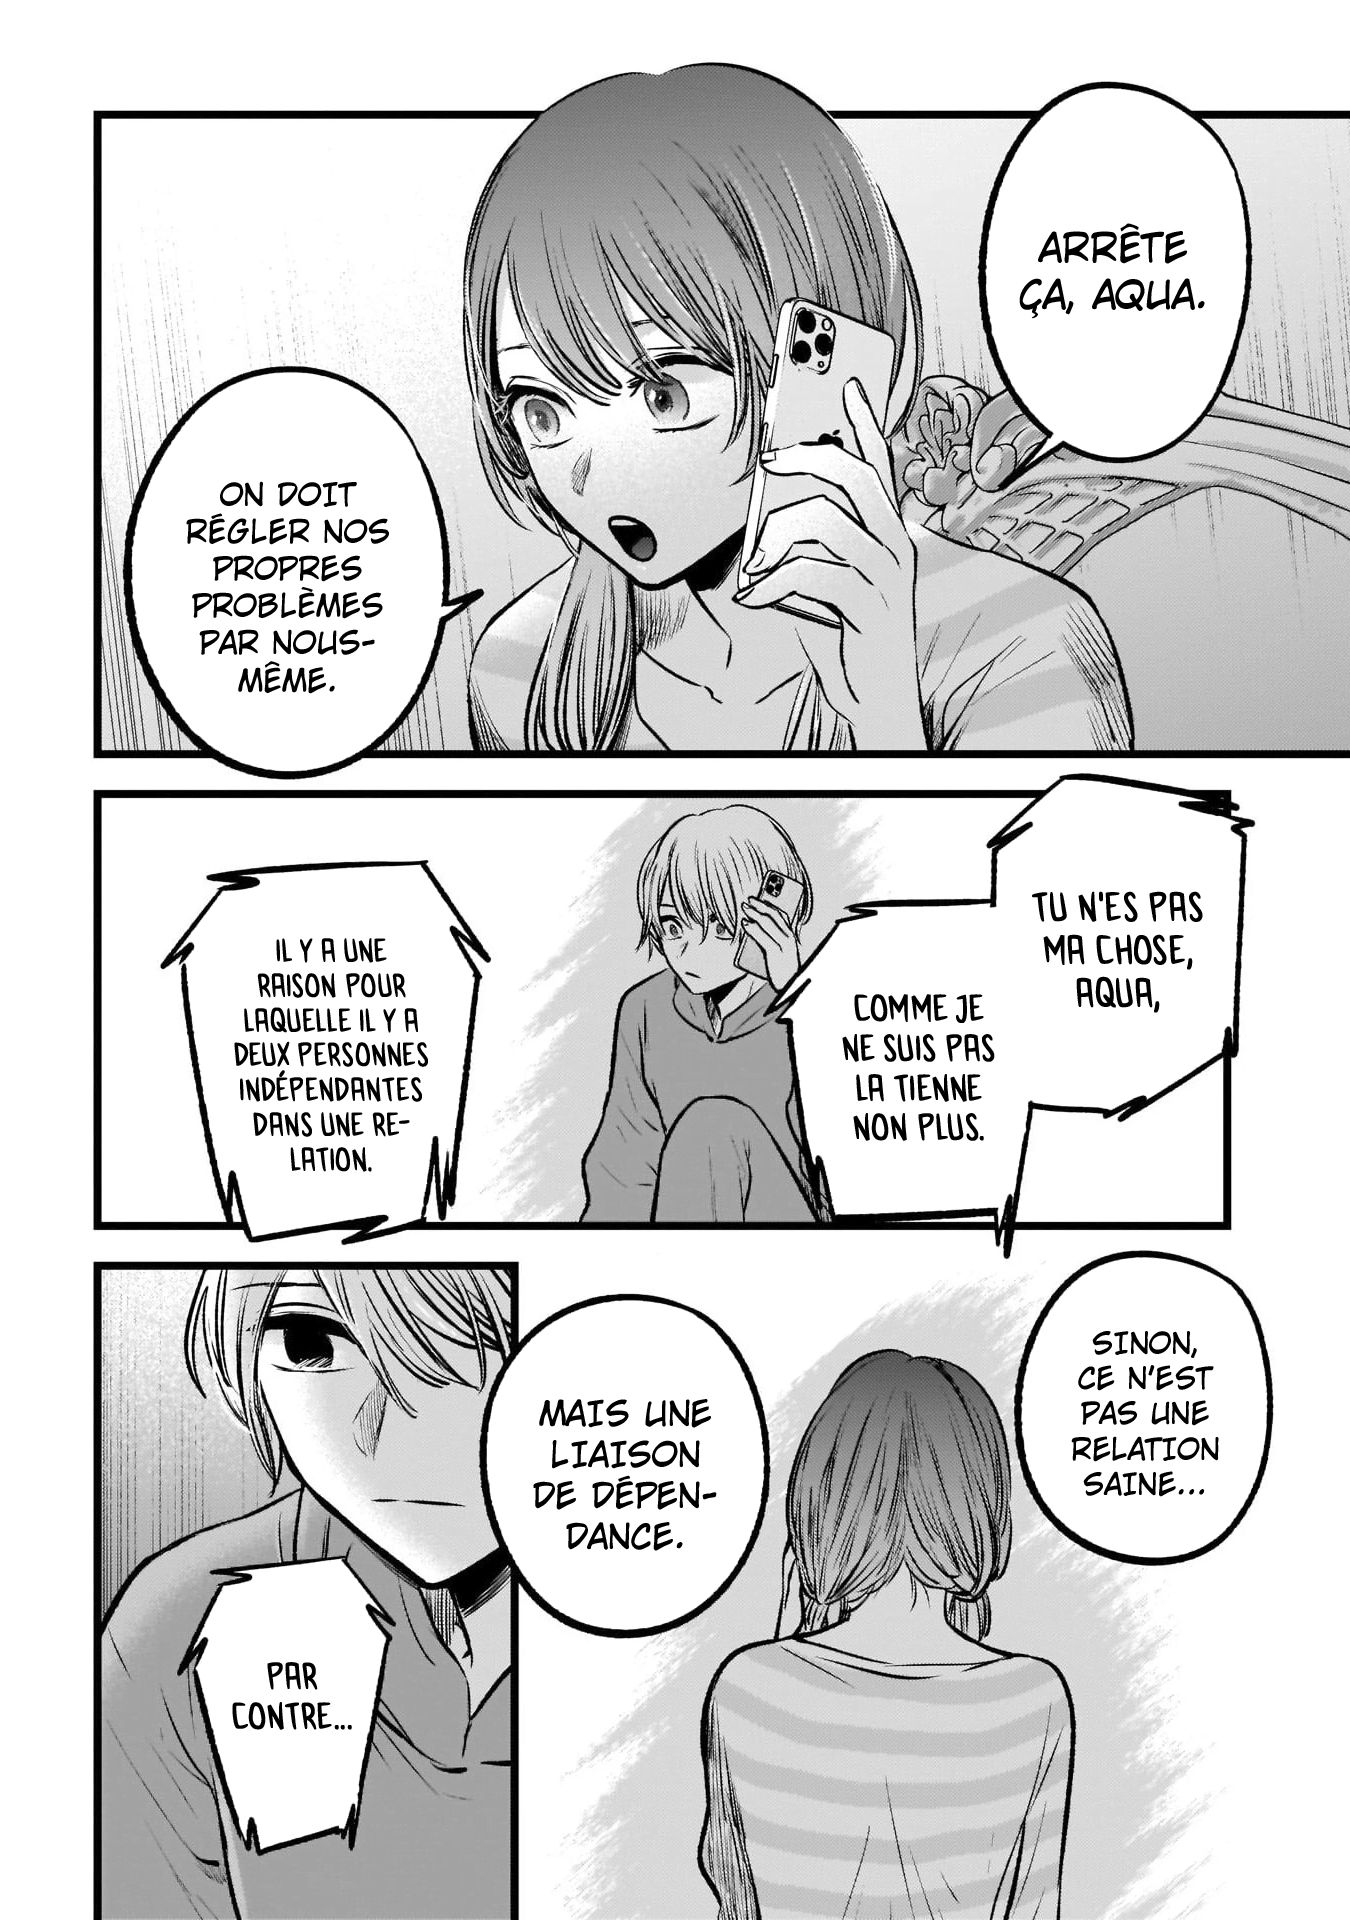 ARRÊTE
ÇA, AQUA.
ON DOIT
RÉGLER NOS
PROPRES
PROBLÈMES
PAR NOUS-
MÊME.
TU N'ES PAS
MA CHOSE,
AQUA,
COMME JE
NE SUIS PAS
LA TIENNE
NON PLUS.
IL Y A UNE
RAISON POUR
LAQUELLE IL Y A
DEUX PERSONNES
INDÉPENDANTES
DANS UNE RE-
LATION.
SINON,
CE N'EST
PAS UNE
RELATION
SAINE...
MAIS UNE
LIAISON
DE DÉPEN-
DANCE.
PAR
CONTRE...